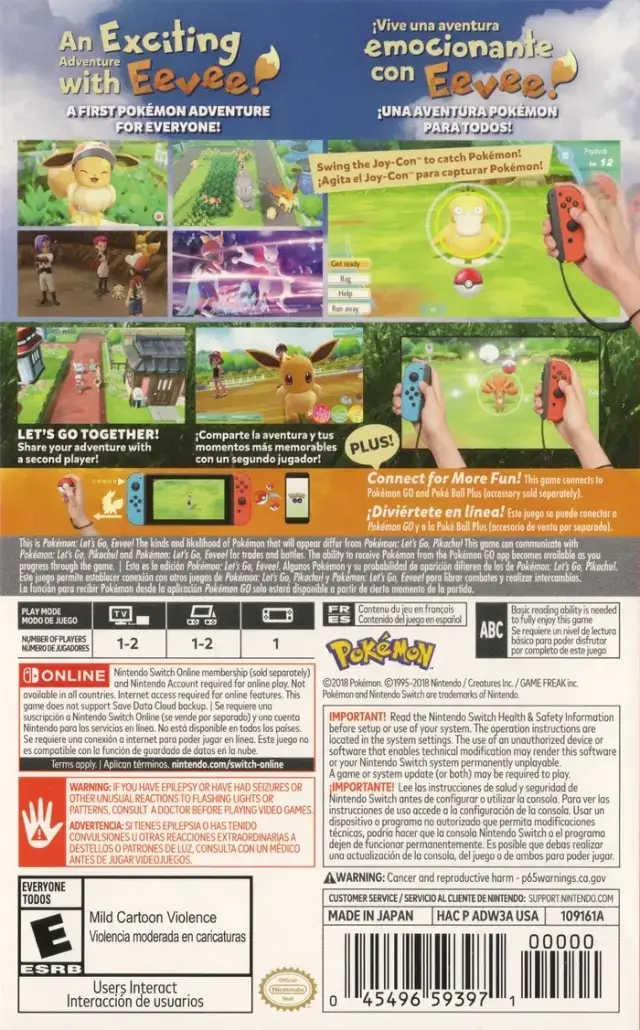 An Exciting
Adventure
with Eevee!
A FIRST POKÉMON ADVENTURE
FOR EVERYONE!
¡Vive una aventura
emocionante
con Eevee!
¡UNA AVENTURA POKÉMON
PARA TODOS!
Swing the Joy-Con™ to catch Pokémon!
¡Agita el Joy-Con™ para capturar Pokémon!
Psyduck
Lv. 12
Get ready
Bag
Help
Run away
LET'S GO TOGETHER!
Share your adventure with
a second player!
¡Comparte la aventura y tus
momentos más memorables
con un segundo jugador!
PLUS!
Connect for More Fun! This game connects to
Pokémon GO and Poké Ball Plus (accessory sold separately).
¡Diviértete en línea! Este juego se puede conectar a
Pokémon GO y a la Poké Ball Plus (accesorio de venta por separado).
This is Pokémon: Let's Go, Eevee! The kinds and likelihood of Pokémon that will appear differ from Pokémon: Let's Go, Pikachu! This game can communicate with
Pokémon: Let's Go, Pikachu! and Pokémon: Let's Go, Eevee! for trades and battles. The ability to receive Pokémon from the Pokémon GO app becomes available as you
progress through the game. | Esta es la edición Pokémon: Let's Go, Eevee!. Algunos Pokémon y su probabilidad de aparición difieren de los de Pokémon: Let's Go, Pikachu!.
Este juego permite establecer conexión con otros juegos de Pokémon: Let's Go, Pikachu! y Pokémon: Let's Go, Eevee! para librar combates y realizar intercambios.
La función para recibir Pokémon desde la aplicación Pokémon GO solo estará disponible a partir de cierto momento de la partida.
PLAY MODE
MODO DE JUEGO
TV
NUMBER OF PLAYERS
NÚMERO DE JUGADORES
1-2
1-2
1
FR
ES
Contenu du jeu en français
Contenido del juego en español
ABC
Basic reading ability is needed
to fully enjoy this game
Se requiere un nivel de lectura
básico para poder disfrutar
por completo de este juego
Pokémon
©2018 Pokémon. ©1995-2018 Nintendo / Creatures Inc. / GAME FREAK inc.
Pokémon and Nintendo Switch are trademarks of Nintendo.
ONLINE
Nintendo Switch Online membership (sold separately)
and Nintendo Account required for online play. Not
available in all countries. Internet access required for online features. This
game does not support Save Data Cloud backup. | Se requiere una
suscripción a Nintendo Switch Online (se vende por separado) y una cuenta
Nintendo para los servicios en línea. No está disponible en todos los países.
Se requiere una conexión a internet para poder jugar en línea. Este juego no
es compatible con la función de guardado de datos en la nube.
Terms apply. | Aplican términos. nintendo.com/switch-online
WARNING: IF YOU HAVE EPILEPSY OR HAVE HAD SEIZURES OR
OTHER UNUSUAL REACTIONS TO FLASHING LIGHTS OR
PATTERNS, CONSULT A DOCTOR BEFORE PLAYING VIDEO GAMES.
ADVERTENCIA: SI TIENES EPILEPSIA O HAS TENIDO
CONVULSIONES U OTRAS REACCIONES EXTRAORDINARIAS A
DESTELLOS O PATRONES DE LUZ, CONSULTA CON UN MÉDICO
ANTES DE JUGAR VIDEOJUEGOS.
IMPORTANT! Read the Nintendo Switch Health & Safety Information
before setup or use of your system. The operation instructions are
located in the system settings. The use of an unauthorized device or
software that enables technical modification may render this software
or your Nintendo Switch system permanently unplayable.
A game or system update (or both) may be required to play.
¡IMPORTANTE! Lee las instrucciones de salud y seguridad de
Nintendo Switch antes de configurar o utilizar la consola. Para ver las
instrucciones de uso accede a la configuración de la consola. Usar un
dispositivo o programa no autorizado que permita modificaciones
técnicas, podría hacer que la consola Nintendo Switch o el programa
dejen de funcionar permanentemente. Es posible que debas realizar
una actualización de la consola, del juego o de ambos para poder jugar.
WARNING: Cancer and reproductive harm - p65warnings.ca.gov
CUSTOMER SERVICE / SERVICIO AL CLIENTE DE NINTENDO: SUPPORT.NINTENDO.COM
MADE IN JAPAN
HAC P ADW3A USA
109161A
EVERYONE
TODOS
E
ESRB
Mild Cartoon Violence
Violencia moderada en caricaturas
Users Interact
Interacción de usuarios
Official
Nintendo
Seal
00000
0 45496 59397 1